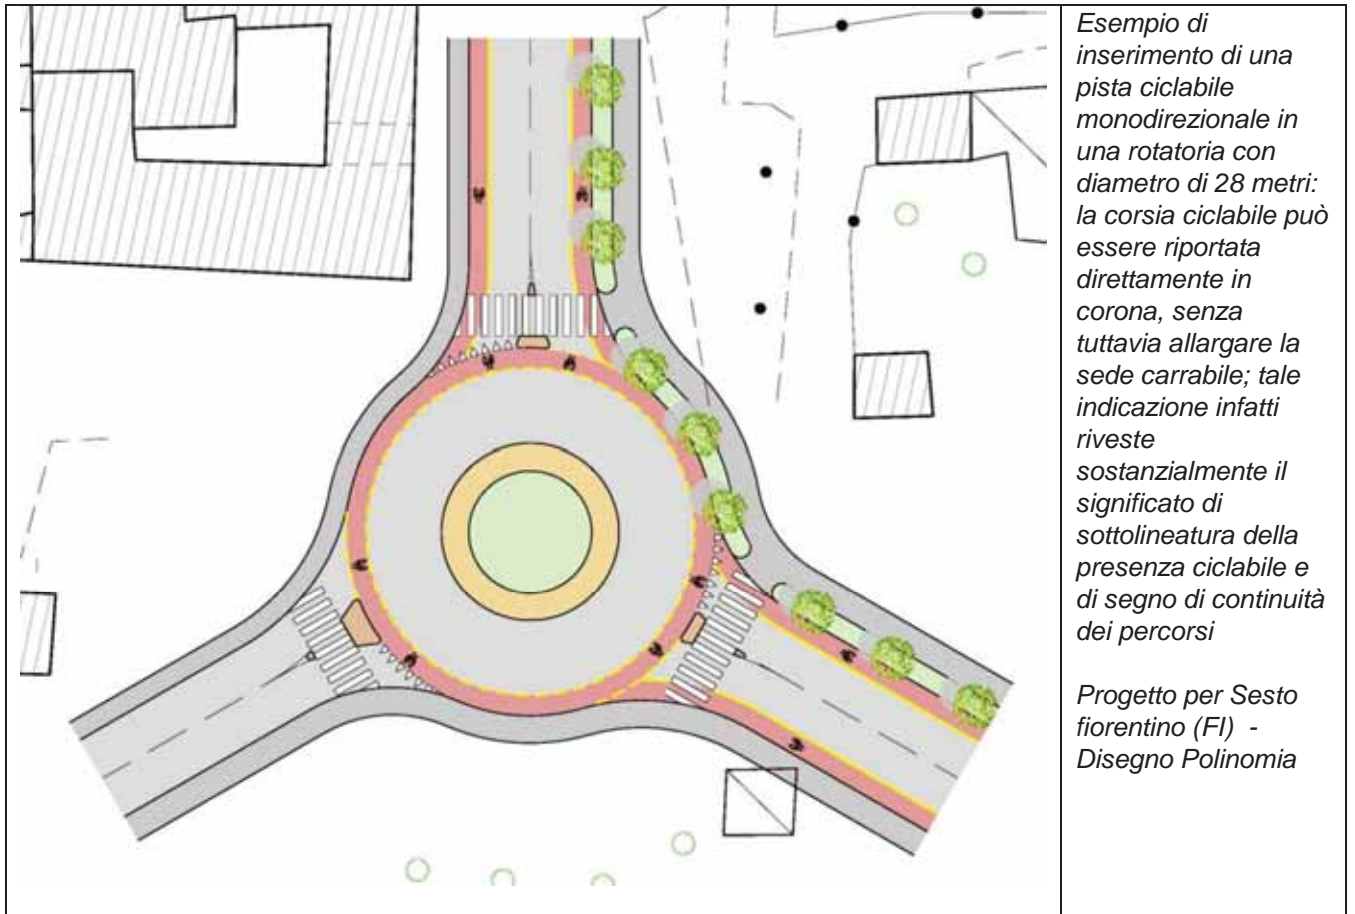 Esempio di
inserimento di una
pista ciclabile
monodirezionale in
una rotatoria con
diametro di 28 metri:
la corsia ciclabile può
essere riportata
direttamente in
corona, senza
tuttavia allargare la
sede carrabile; tale
indicazione infatti
riveste
sostanzialmente il
significato di
sottolineatura della
presenza ciclabile e
di segno di continuità
dei percorsi
Progetto per Sesto
fiorentino (FI) -
Disegno Polinomia